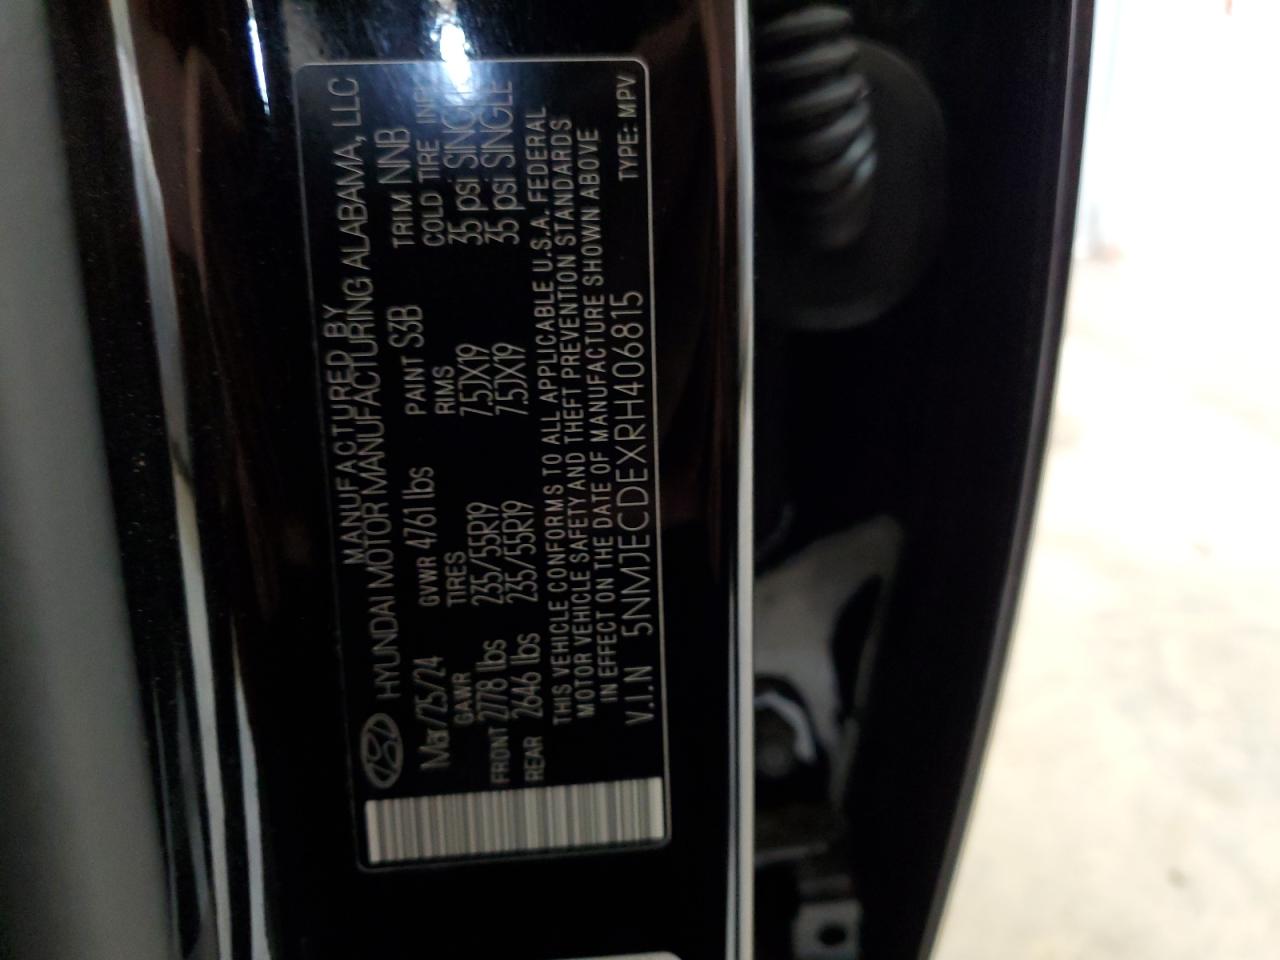 MANUFACTURED BY
HYUNDAI MOTOR MANUFACTURING ALABAMA, LLC
Mar/25/24 GVWR 4761 lbs PAINT S3B TRIM NNB
GAWR TIRES RIMS COLD TIRE
FRONT 2778 lbs 235/55R19 7.5JX19 35 psi SINGLE
REAR 2646 lbs 235/55R19 7.5JX19 35 psi SINGLE
THIS VEHICLE CONFORMS TO ALL APPLICABLE U.S.A. FEDERAL
MOTOR VEHICLE SAFETY AND THEFT PREVENTION STANDARDS
IN EFFECT ON THE DATE OF MANUFACTURE SHOWN ABOVE
V.I.N 5NMJECDEXRH406815 TYPE: MPV